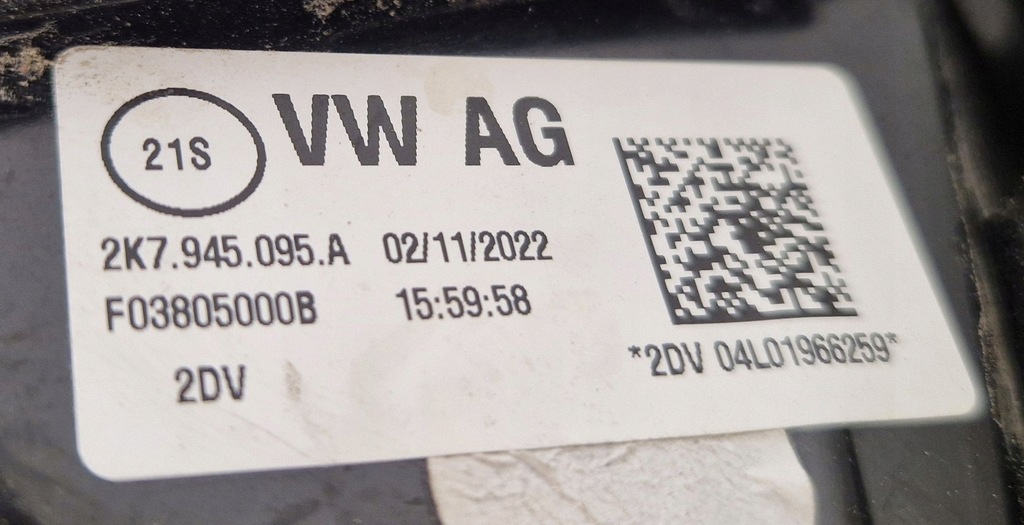 21S VW AG
2K7.945.095.A 02/11/2022
F03805000B 15:59:58
2DV
*2DV 04L01966259*